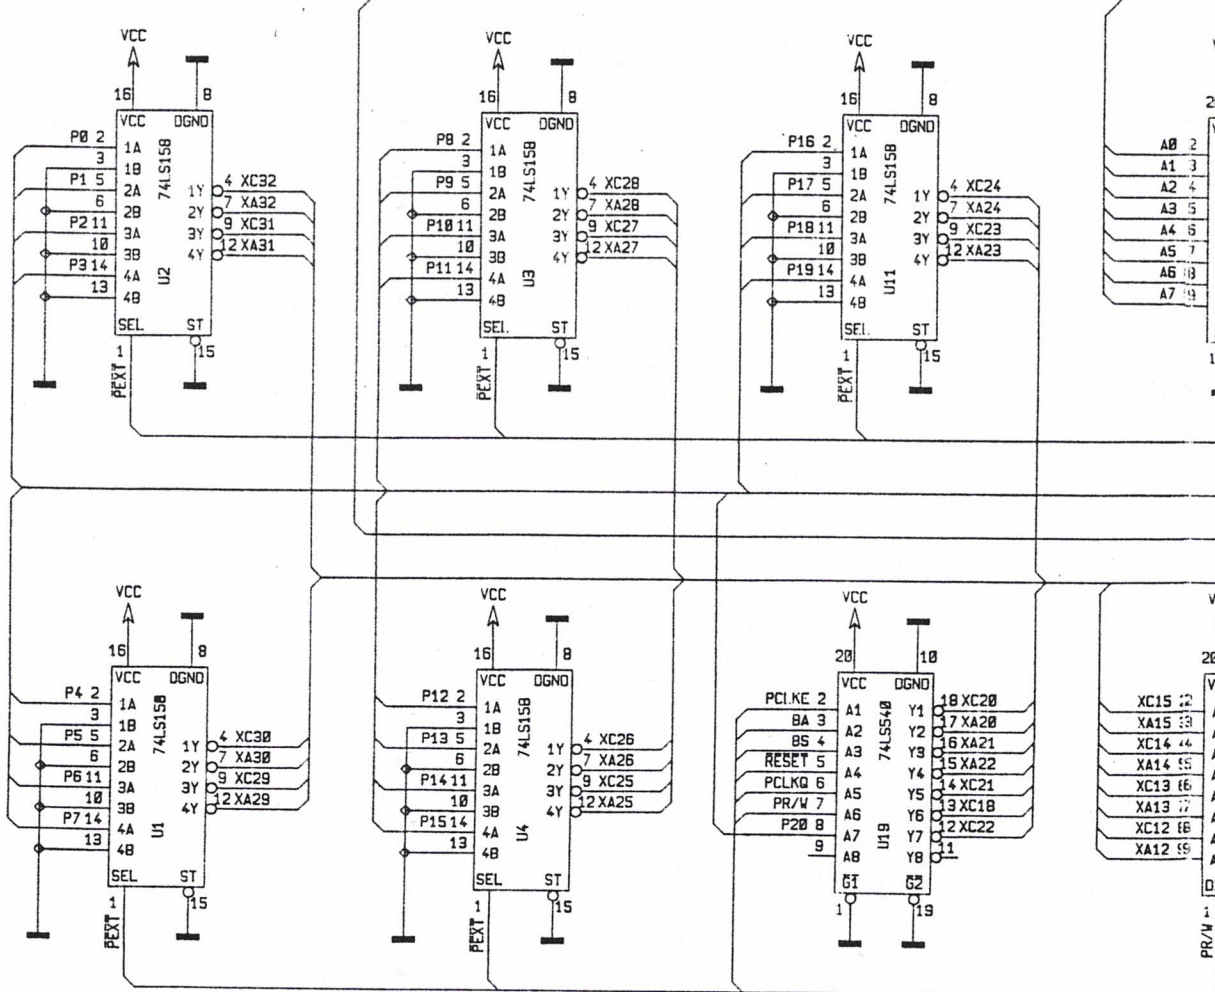 VCC
16 8
VCC DGND
P0 2 1A
3 1B
P1 5 2A
6 2B
P2 11 3A
10 3B
P3 14 4A
13 4B
74LS158
U2
1Y 4 XC32
2Y 7 XA32
3Y 9 XC31
4Y 12 XA31
SEL ST
1 15
PEXT
VCC
16 8
VCC DGND
P8 2 1A
3 1B
P9 5 2A
6 2B
P10 11 3A
10 3B
P11 14 4A
13 4B
74LS158
U3
1Y 4 XC28
2Y 7 XA28
3Y 9 XC27
4Y 12 XA27
SEL ST
1 15
PEXT
VCC
16 8
VCC DGND
P16 2 1A
3 1B
P17 5 2A
6 2B
P18 11 3A
10 3B
P19 14 4A
13 4B
74LS158
U11
1Y 4 XC24
2Y 7 XA24
3Y 9 XC23
4Y 12 XA23
SEL ST
1 15
PEXT
A0 2
A1 3
A2 4
A3 5
A4 6
A5 7
A6 8
A7 9
VCC
16 8
VCC DGND
P4 2 1A
3 1B
P5 5 2A
6 2B
P6 11 3A
10 3B
P7 14 4A
13 4B
74LS158
U1
1Y 4 XC30
2Y 7 XA30
3Y 9 XC29
4Y 12 XA29
SEL ST
1 15
PEXT
VCC
16 8
VCC DGND
P12 2 1A
3 1B
P13 5 2A
6 2B
P14 11 3A
10 3B
P15 14 4A
13 4B
74LS158
U4
1Y 4 XC26
2Y 7 XA26
3Y 9 XC25
4Y 12 XA25
SEL ST
1 15
PEXT
VCC
20 10
VCC DGND
PCLKE 2 A1
BA 3 A2
BS 4 A3
RESET 5 A4
PCLKQ 6 A5
PR/W 7 A6
P20 8 A7
9 A8
74LS540
U19
Y1 18 XC20
Y2 17 XA20
Y3 16 XA21
Y4 15 XA22
Y5 14 XC21
Y6 13 XC18
Y7 12 XC22
Y8 11
G1 G2
1 19
20
XC15
XA15
XC14
XA14
XC13
XA13
XC12
XA12
1
PR/W